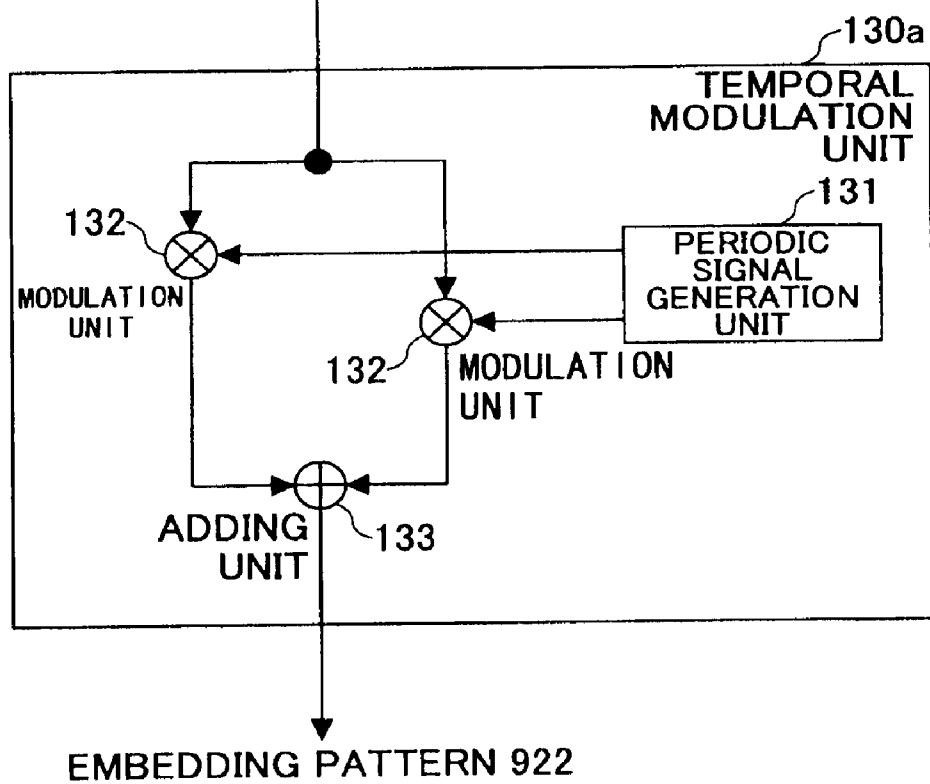 130a
TEMPORAL
MODULATION
UNIT
131
132
PERIODIC
SIGNAL
GENERATION
UNIT
MODULATION
UNIT
132
MODULATION
UNIT
ADDING
UNIT
133
EMBEDDING PATTERN 922